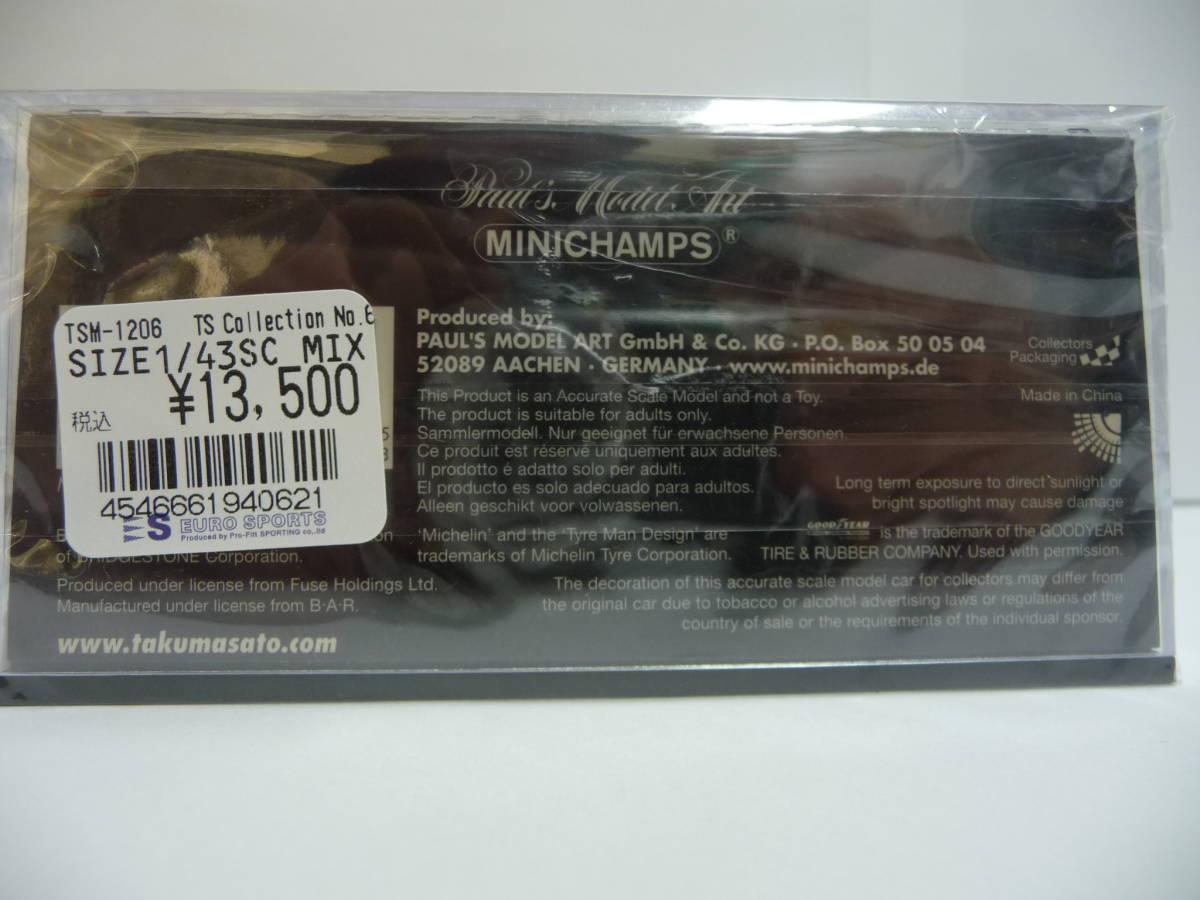 Paul's Model Art
MINICHAMPS®
TSM-1206 TS Collection No.6
SIZE1/43SC MIX
¥13,500
税込
4546661940621
ES EURO SPORTS
Produced by Pro-Fit SPORTING co.,ltd
Produced by:
PAUL'S MODEL ART GmbH & Co. KG · P.O. Box 50 05 04
52089 AACHEN · GERMANY · www.minichamps.de
Collectors
Packaging
This Product is an Accurate Scale Model and not a Toy.
The product is suitable for adults only.
Sammlermodell. Nur geeignet für erwachsene Personen.
Ce produit est réservé uniquement aux adultes.
Il prodotto é adatto solo per adulti.
El producto es solo adecuado para adultos.
Alleen geschikt voor volwassenen.
Made in China
Long term exposure to direct sunlight or
bright spotlight may cause damage
of BRIDGESTONE Corporation.
'Michelin' and the 'Tyre Man Design' are
trademarks of Michelin Tyre Corporation.
GOODYEAR is the trademark of the GOODYEAR
TIRE & RUBBER COMPANY. Used with permission.
Produced under license from Fuse Holdings Ltd.
Manufactured under license from B·A·R.
The decoration of this accurate scale model car for collectors may differ from
the original car due to tobacco or alcohol advertising laws or regulations of the
country of sale or the requirements of the individual sponsor.
www.takumasato.com